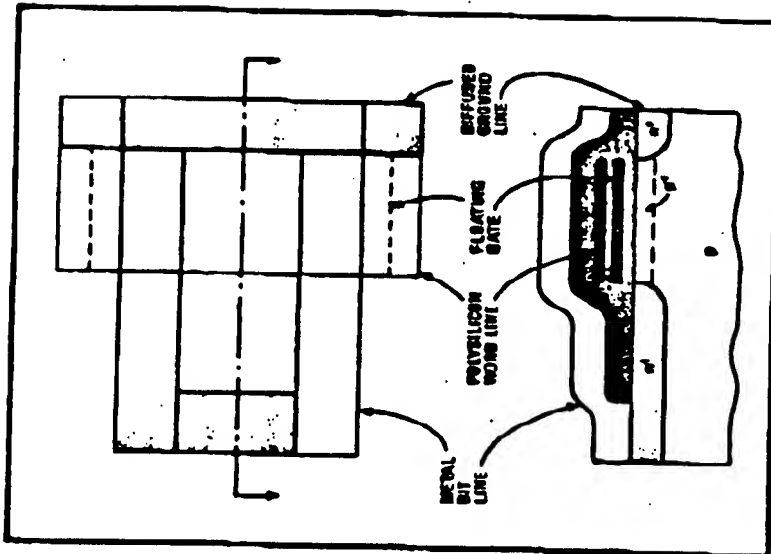 DIFFUSED
GROUND
LINE
FLOATING
GATE
POLYSILICON
WORD LINE
METAL
BIT
LINE
n+
p+
n+
P